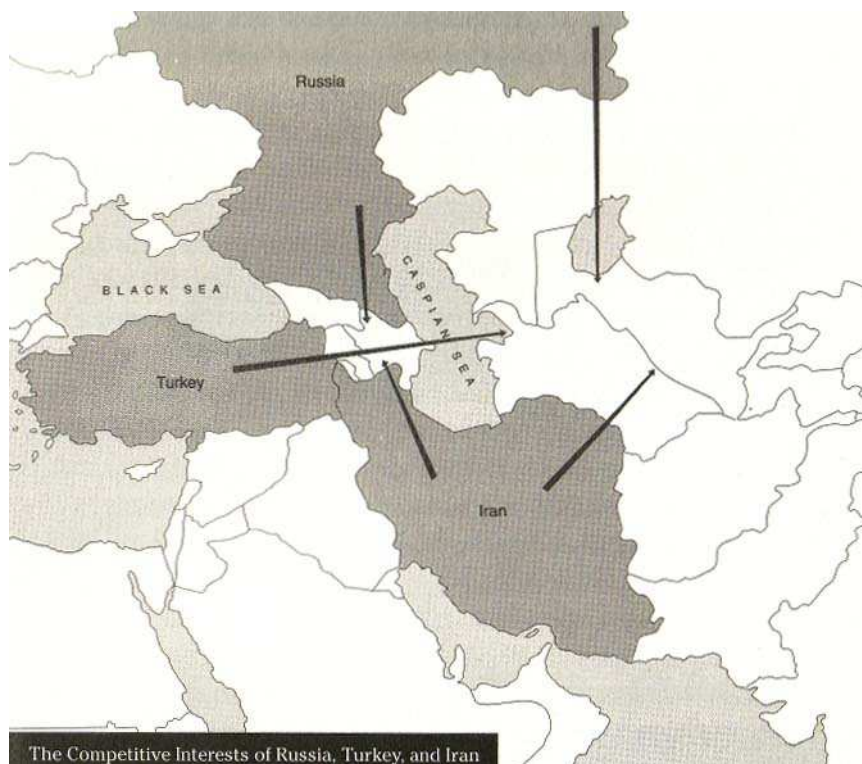 Russia
BLACK SEA
CASPIAN SEA
Turkey
Iran
The Competitive Interests of Russia, Turkey, and Iran